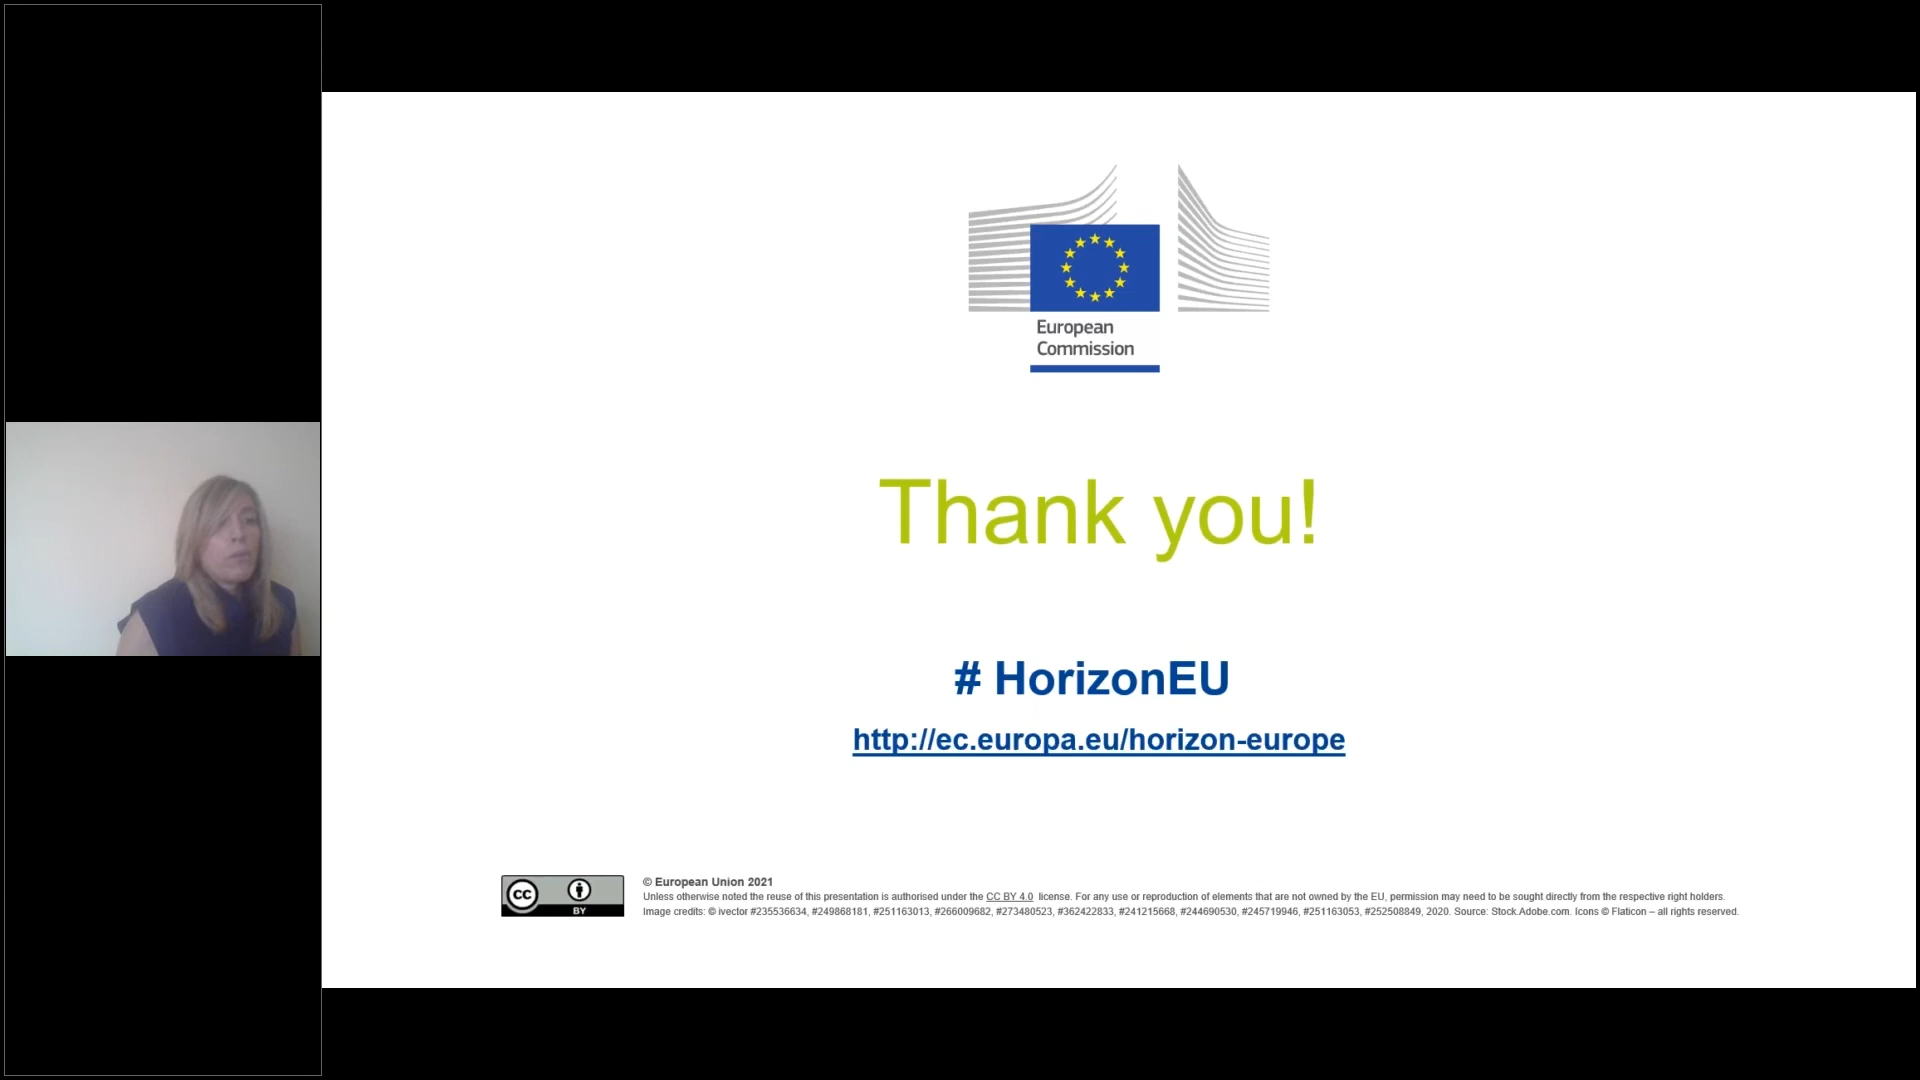 European
Commission
Thank you!
# HorizonEU
http://ec.europa.eu/horizon-europe
cc
BY
© European Union 2021
Unless otherwise noted the reuse of this presentation is authorised under the CC BY 4.0 license. For any use or reproduction of elements that are not owned by the EU, permission may need to be sought directly from the respective right holders.
Image credits: © ivector #235536634, #249868181, #251163013, #266009682, #273480523, #362422833, #241215668, #244690530, #245719946, #251163053, #252508849, 2020. Source: Stock.Adobe.com. Icons © Flaticon – all rights reserved.